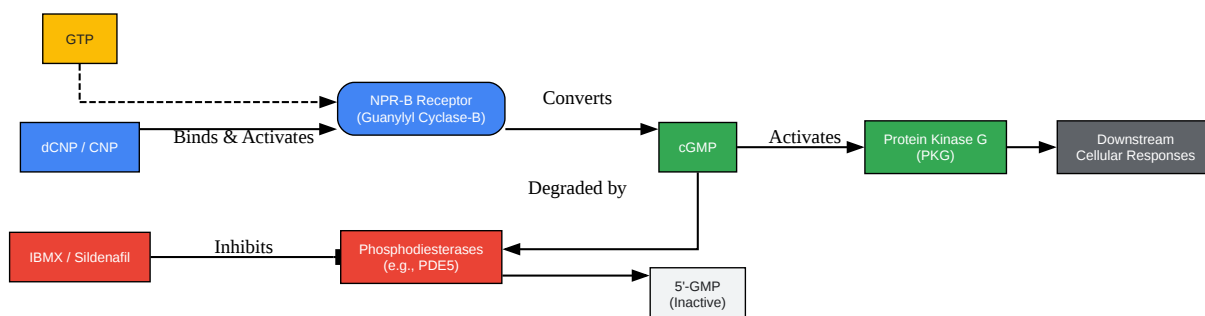 GTP
NPR-B Receptor
(Guanylyl Cyclase-B)
Converts
dCNP / CNP
Binds & Activates
cGMP
Activates
Protein Kinase G
(PKG)
Downstream
Cellular Responses
Degraded by
IBMX / Sildenafil
Inhibits
Phosphodiesterases
(e.g., PDE5)
5'-GMP
(Inactive)